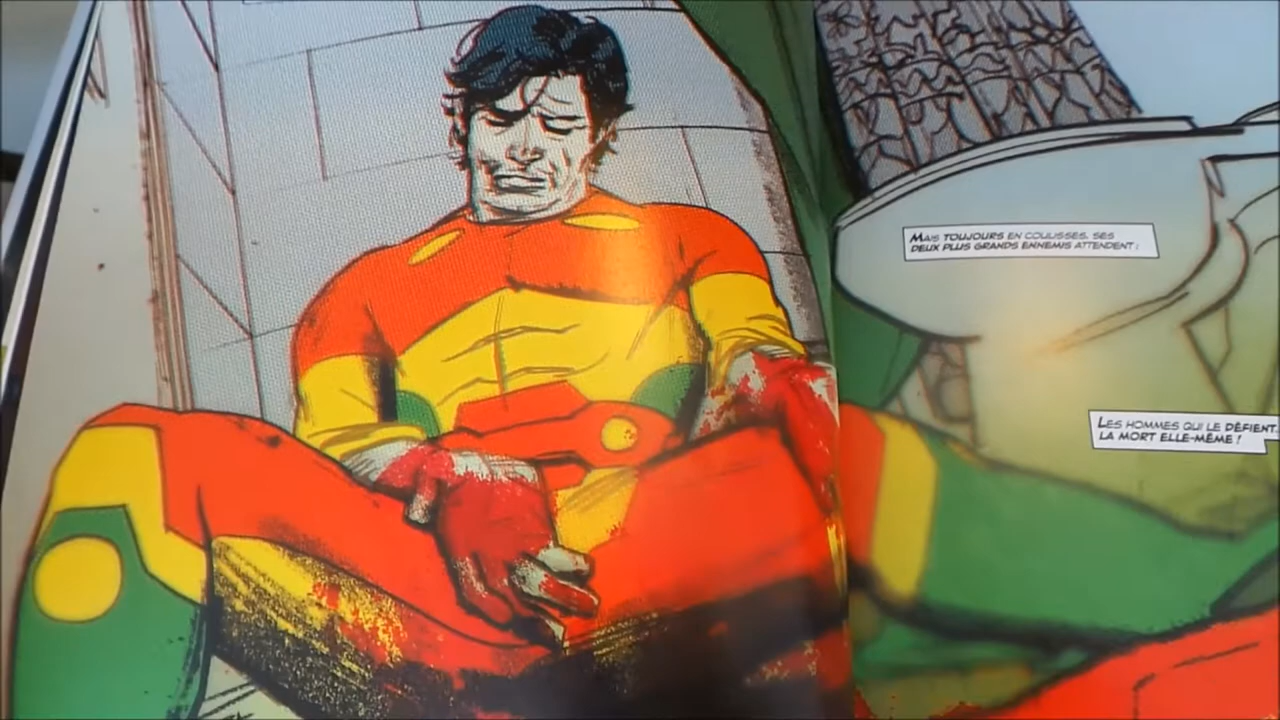 MAIS TOUJOURS EN COULISSES, SES
DEUX PLUS GRANDS ENNEMIS ATTENDENT :
LES HOMMES QUI LE DÉFIENT.
LA MORT ELLE-MÊME !